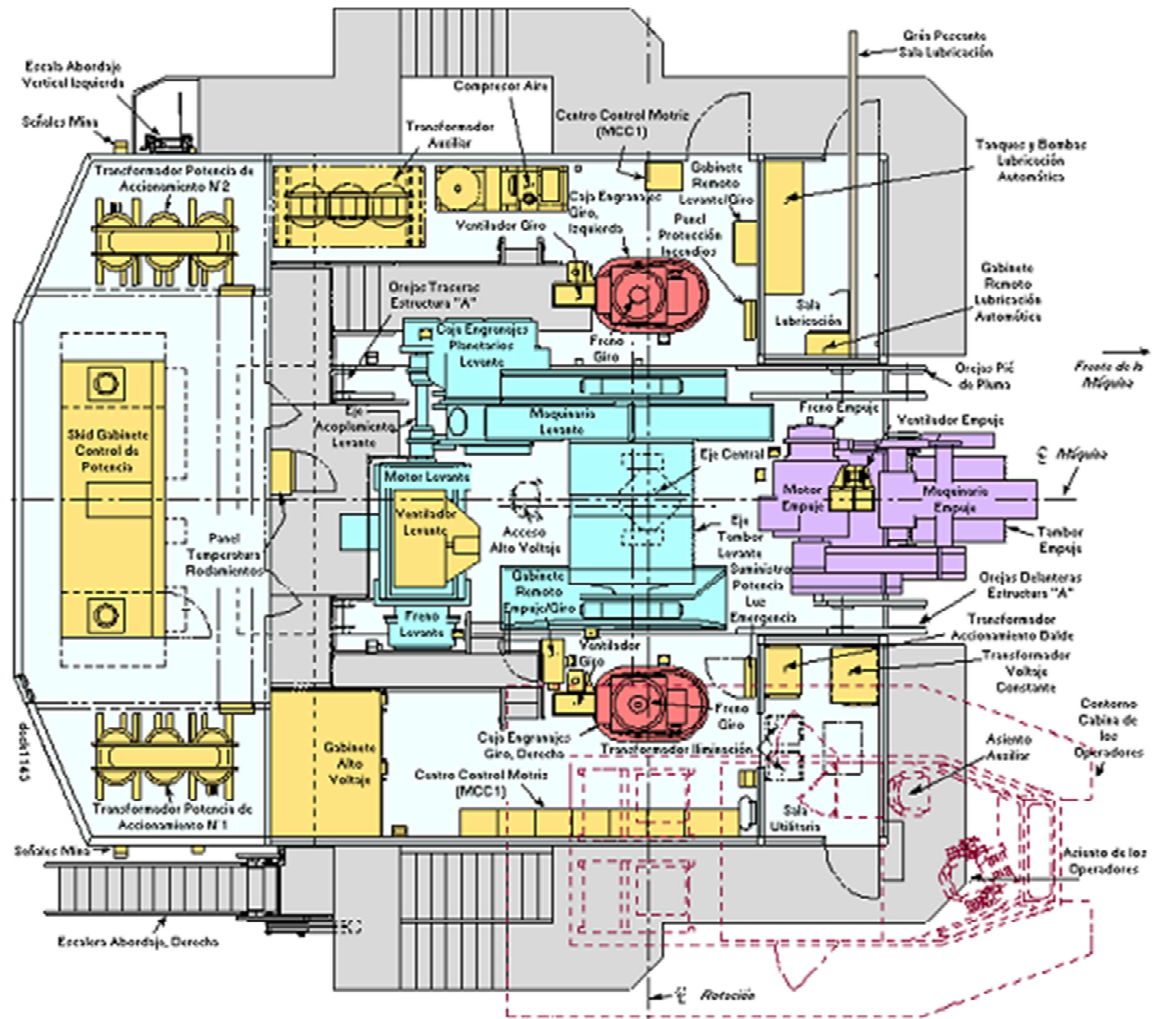 Grúa Pescante
Sala Lubricación
Escala Abordaje
Vertical Izquierda
Señales Mina
Compresor Aire
Transformador
Auxiliar
Centro Control Motriz
(MCC1)
Tanques y Bombas
Lubricación
Automática
Transformador Potencia de
Accionamiento Nº2
Caja Engranajes
Giro,
Izquierda
Gabinete
Remoto
Levante/Giro
Ventilador Giro
Panel
Protección
Incendios
Gabinete
Remoto
Lubricación
Automática
Orejas Traseras
Estructura "A"
Sala
Lubricación
Caja Engranajes
Planetarios
Levante
Freno
Giro
Frente de la
Máquina
Orejas Pié
de Pluma
Eje
Acoplamiento
Levante
Maquinaria
Levante
Freno Empuje
Ventilador Empuje
Skid Gabinete
Control de
Potencia
Eje Central
Máquina
Motor Levante
Motor
Empuje
Maquinaria
Empuje
Ventilador
Levante
Acceso
Alto Voltaje
Eje
Tambor
Levante
Tambor
Empuje
Panel
Temperatura
Rodamientos
Gabinete
Remoto
Empuje/Giro
Suministro
Potencia
Luz
Emergencia
Orejas Delanteras
Estructura "A"
Freno
Levante
Transformador
Accionamiento Balde
Ventilador
Giro
Transformador
Voltaje
Constante
Contorno
Cabina de
los
Operadores
Freno
Giro
Caja Engranajes
Giro, Derecho
Transformador Iliminación
Asiento
Auxiliar
Gabinete
Alto
Voltaje
Centro Control Motriz
(MCC1)
Transformador Potencia de
Accionamiento Nº1
Sala
Utilitaria
Señales Mina
Asiento de los
Operadores
Escalera Abordaje, Derecho
Rotación